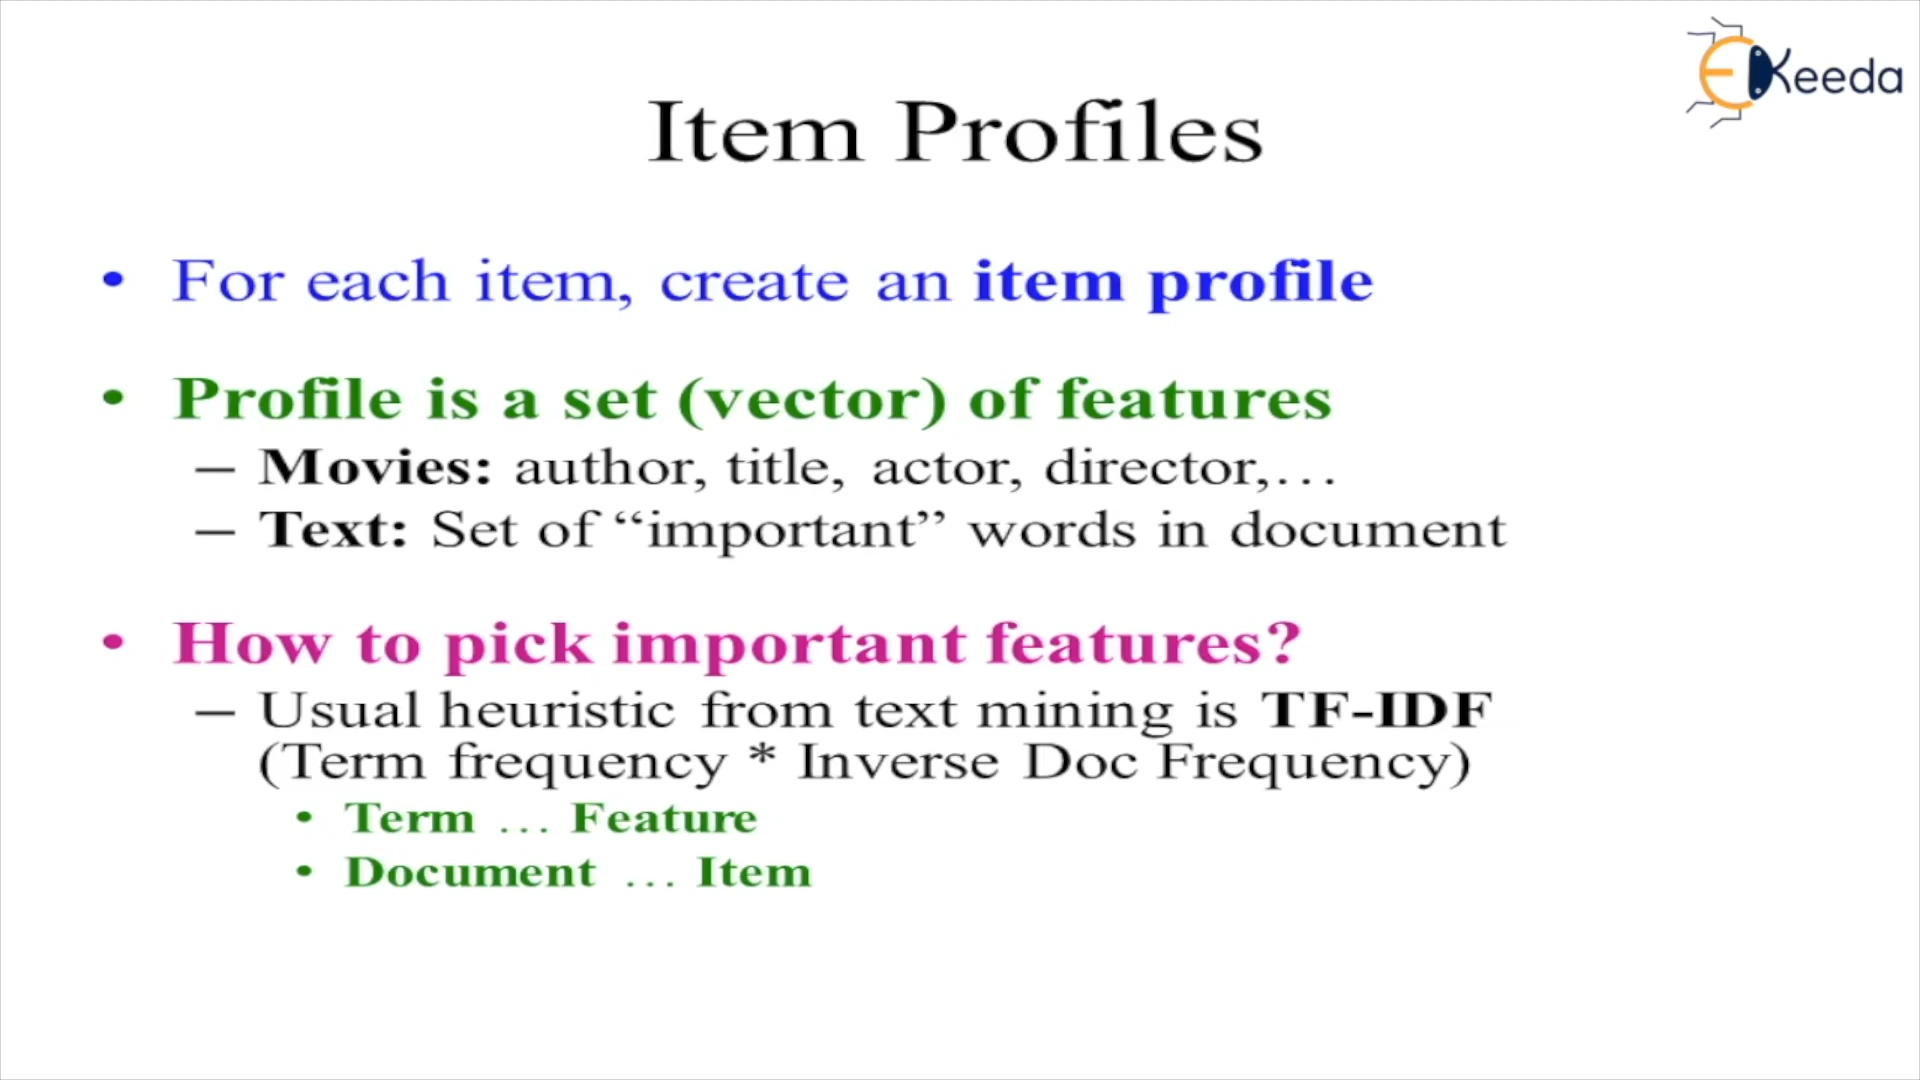 EKeeda
Item Profiles
• For each item, create an item profile
• Profile is a set (vector) of features
– Movies: author, title, actor, director,…
– Text: Set of “important” words in document
• How to pick important features?
– Usual heuristic from text mining is TF-IDF
(Term frequency * Inverse Doc Frequency)
• Term … Feature
• Document … Item